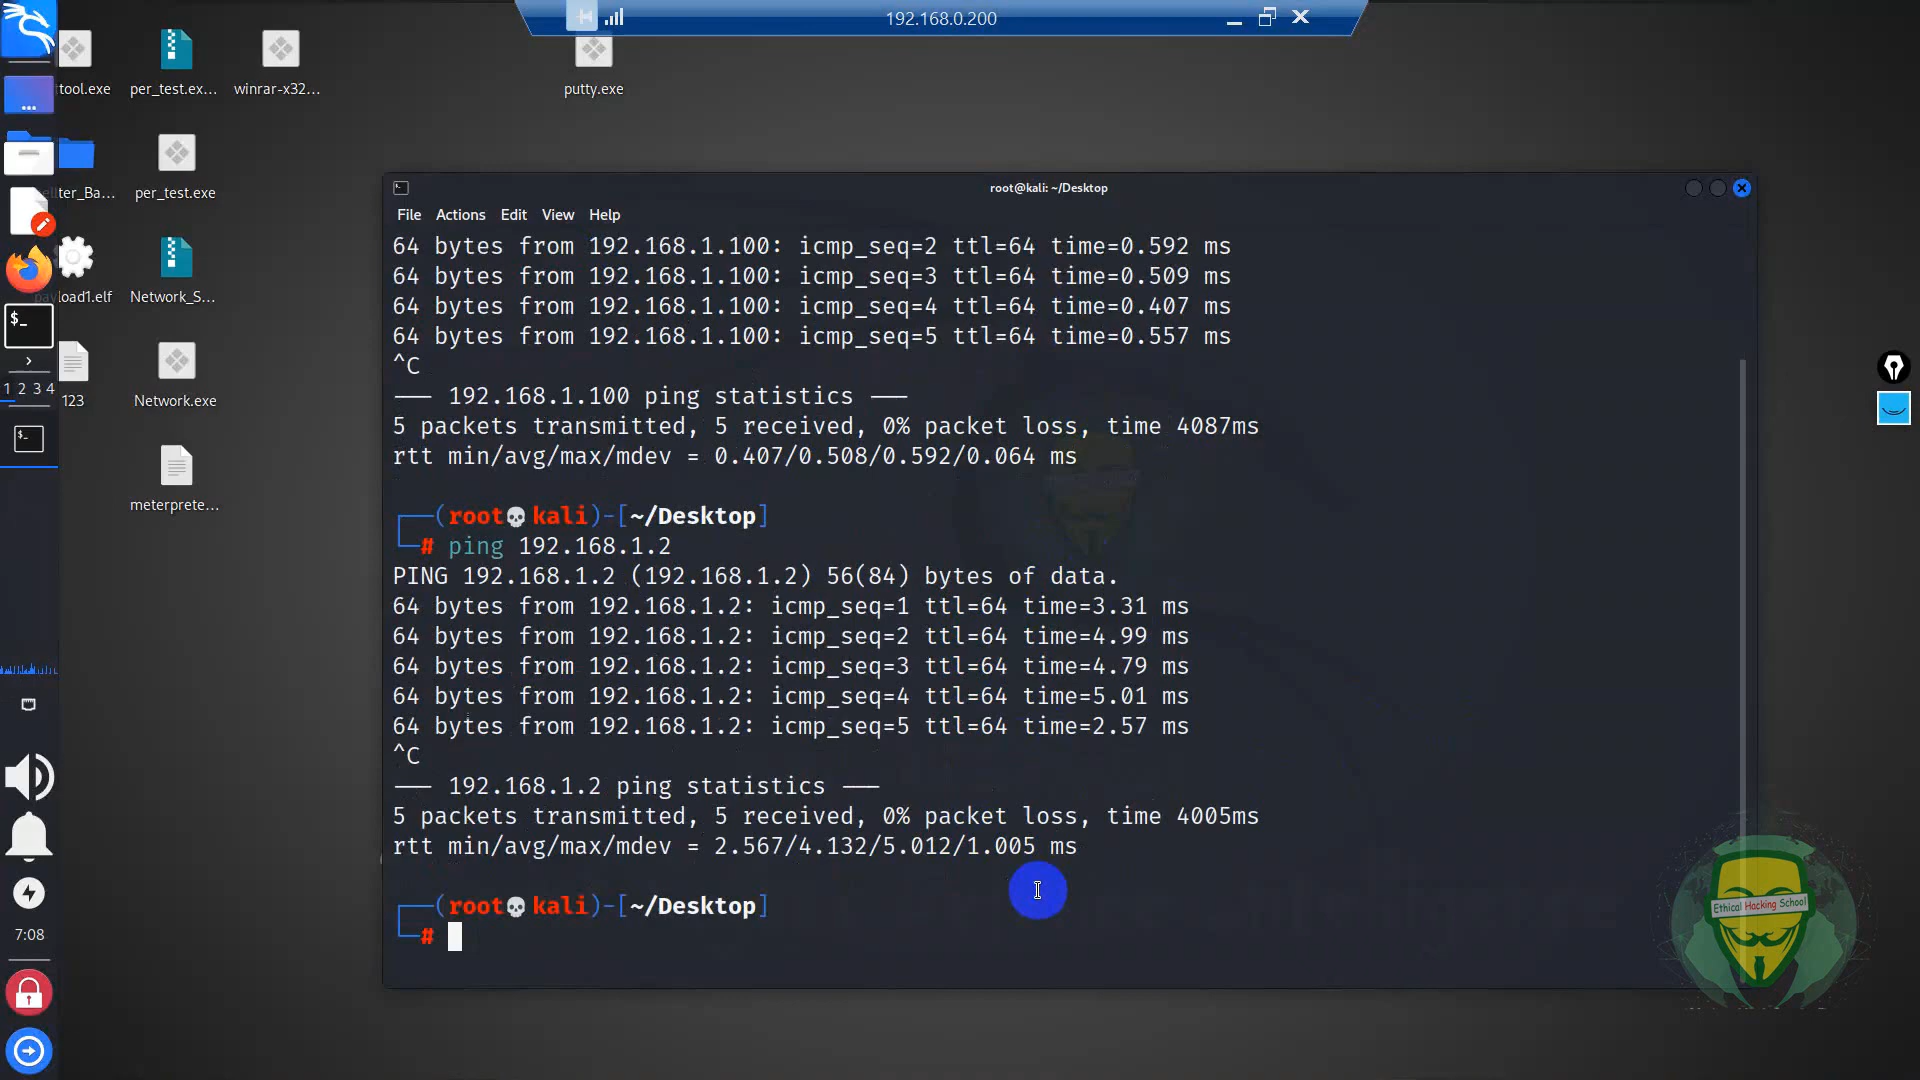 192.168.0.200
tool.exe
per_test.ex...
winrar-x32...
putty.exe
...
ellter_Ba...
per_test.exe
payload1.elf
Network_S...
$_
1 2 3 4
123
Network.exe
$_
meterprete...
7:08
root@kali: ~/Desktop
File Actions Edit View Help
64 bytes from 192.168.1.100: icmp_seq=2 ttl=64 time=0.592 ms
64 bytes from 192.168.1.100: icmp_seq=3 ttl=64 time=0.509 ms
64 bytes from 192.168.1.100: icmp_seq=4 ttl=64 time=0.407 ms
64 bytes from 192.168.1.100: icmp_seq=5 ttl=64 time=0.557 ms
^C
--- 192.168.1.100 ping statistics ---
5 packets transmitted, 5 received, 0% packet loss, time 4087ms
rtt min/avg/max/mdev = 0.407/0.508/0.592/0.064 ms
┌──(root💀kali)-[~/Desktop]
└─# ping 192.168.1.2
PING 192.168.1.2 (192.168.1.2) 56(84) bytes of data.
64 bytes from 192.168.1.2: icmp_seq=1 ttl=64 time=3.31 ms
64 bytes from 192.168.1.2: icmp_seq=2 ttl=64 time=4.99 ms
64 bytes from 192.168.1.2: icmp_seq=3 ttl=64 time=4.79 ms
64 bytes from 192.168.1.2: icmp_seq=4 ttl=64 time=5.01 ms
64 bytes from 192.168.1.2: icmp_seq=5 ttl=64 time=2.57 ms
^C
--- 192.168.1.2 ping statistics ---
5 packets transmitted, 5 received, 0% packet loss, time 4005ms
rtt min/avg/max/mdev = 2.567/4.132/5.012/1.005 ms
┌──(root💀kali)-[~/Desktop]
└─#
Ethical Hacking School